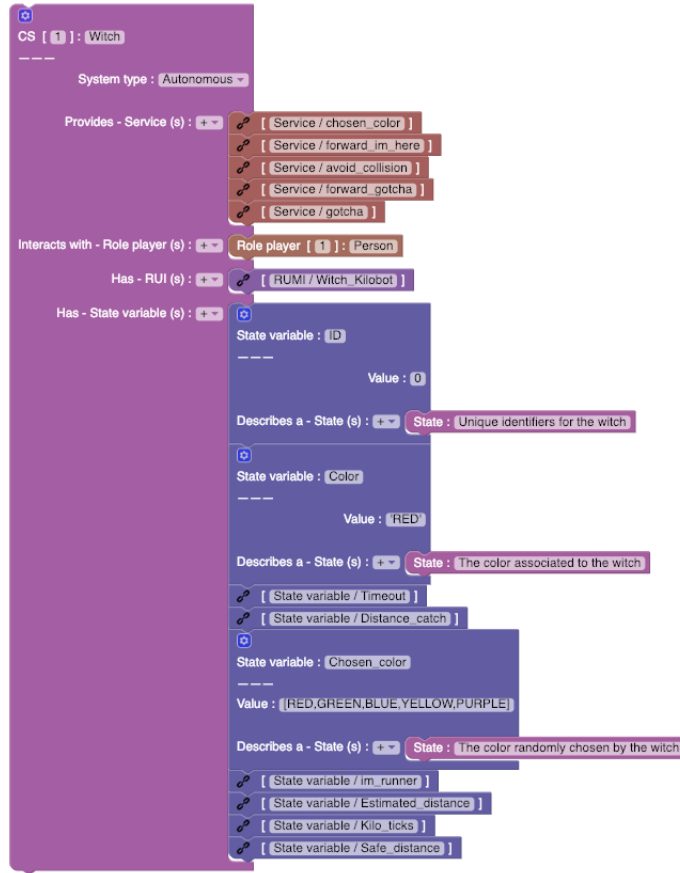 CS [ 1 ] : Witch
———
System type : Autonomous
Provides - Service (s) : + [ Service / chosen_color ]
[ Service / forward_im_here ]
[ Service / avoid_collision ]
[ Service / forward_gotcha ]
[ Service / gotcha ]
Interacts with - Role player (s) : + Role player [ 1 ] : Person
Has - RUI (s) : + [ RUMI / Witch_Kilobot ]
Has - State variable (s) : +
State variable : ID
———
Value : 0
Describes a - State (s) : + State : Unique identifiers for the witch
State variable : Color
———
Value : 'RED'
Describes a - State (s) : + State : The color associated to the witch
[ State variable / Timeout ]
[ State variable / Distance_catch ]
State variable : Chosen_color
———
Value : [RED,GREEN,BLUE,YELLOW,PURPLE]
Describes a - State (s) : + State : The color randomly chosen by the witch
[ State variable / im_runner ]
[ State variable / Estimated_distance ]
[ State variable / Kilo_ticks ]
[ State variable / Safe_distance ]